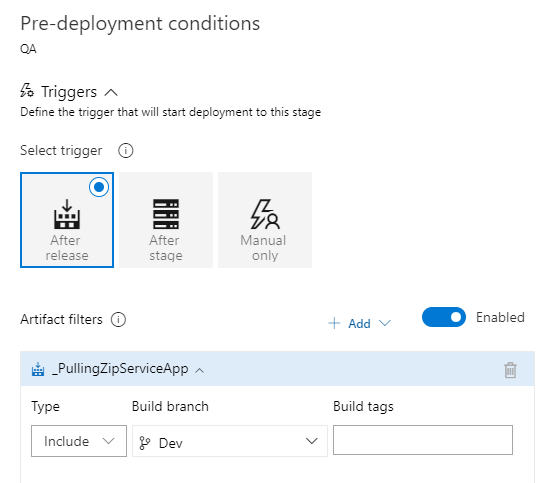 Pre-deployment conditions
QA
Triggers
Define the trigger that will start deployment to this stage
Select trigger
After
release
After
stage
Manual
only
Artifact filters
Add
Enabled
_PullingZipServiceApp
Type
Build branch
Build tags
Include
Dev